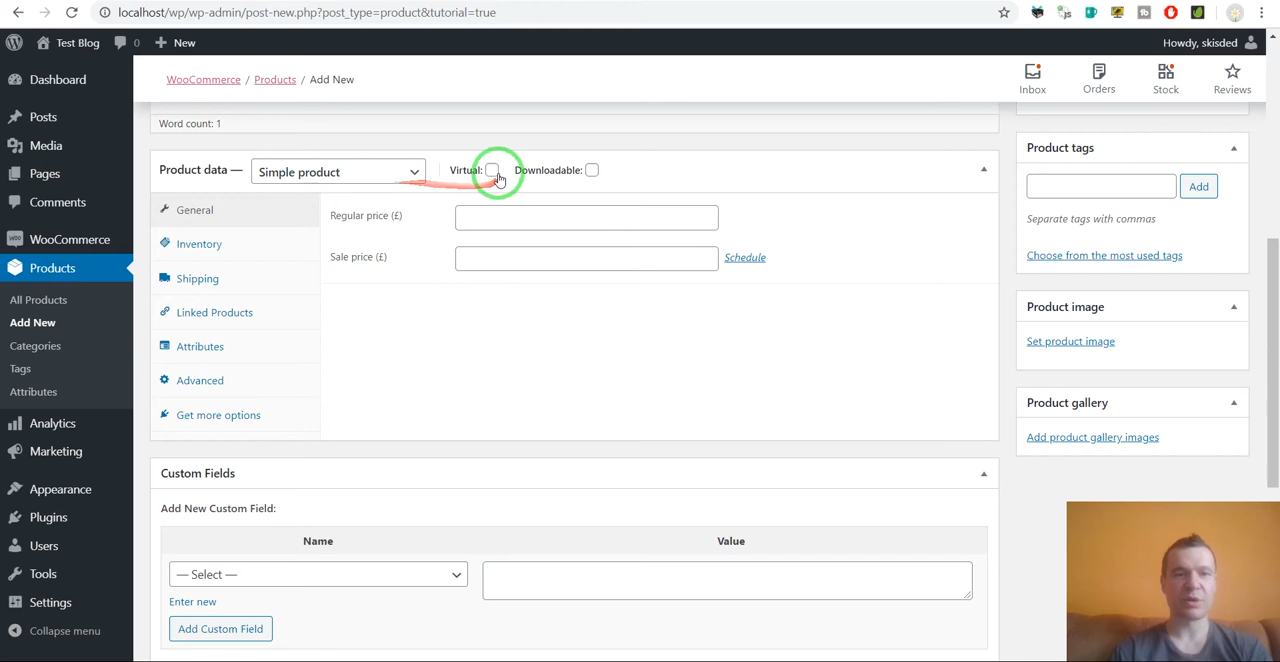 localhost/wp/wp-admin/post-new.php?post_type=product&tutorial=true
Test Blog
0
New
Howdy, skisded
Dashboard
Posts
Media
Pages
Comments
WooCommerce
Products
All Products
Add New
Categories
Tags
Attributes
Analytics
Marketing
Appearance
Plugins
Users
Tools
Settings
Collapse menu
WooCommerce / Products / Add New
Inbox
Orders
Stock
Reviews
Word count: 1
Product data —
Simple product
Virtual:
Downloadable:
General
Inventory
Shipping
Linked Products
Attributes
Advanced
Get more options
Regular price (£)
Sale price (£)
Schedule
Custom Fields
Add New Custom Field:
Name
Value
— Select —
Enter new
Add Custom Field
Product tags
Add
Separate tags with commas
Choose from the most used tags
Product image
Set product image
Product gallery
Add product gallery images